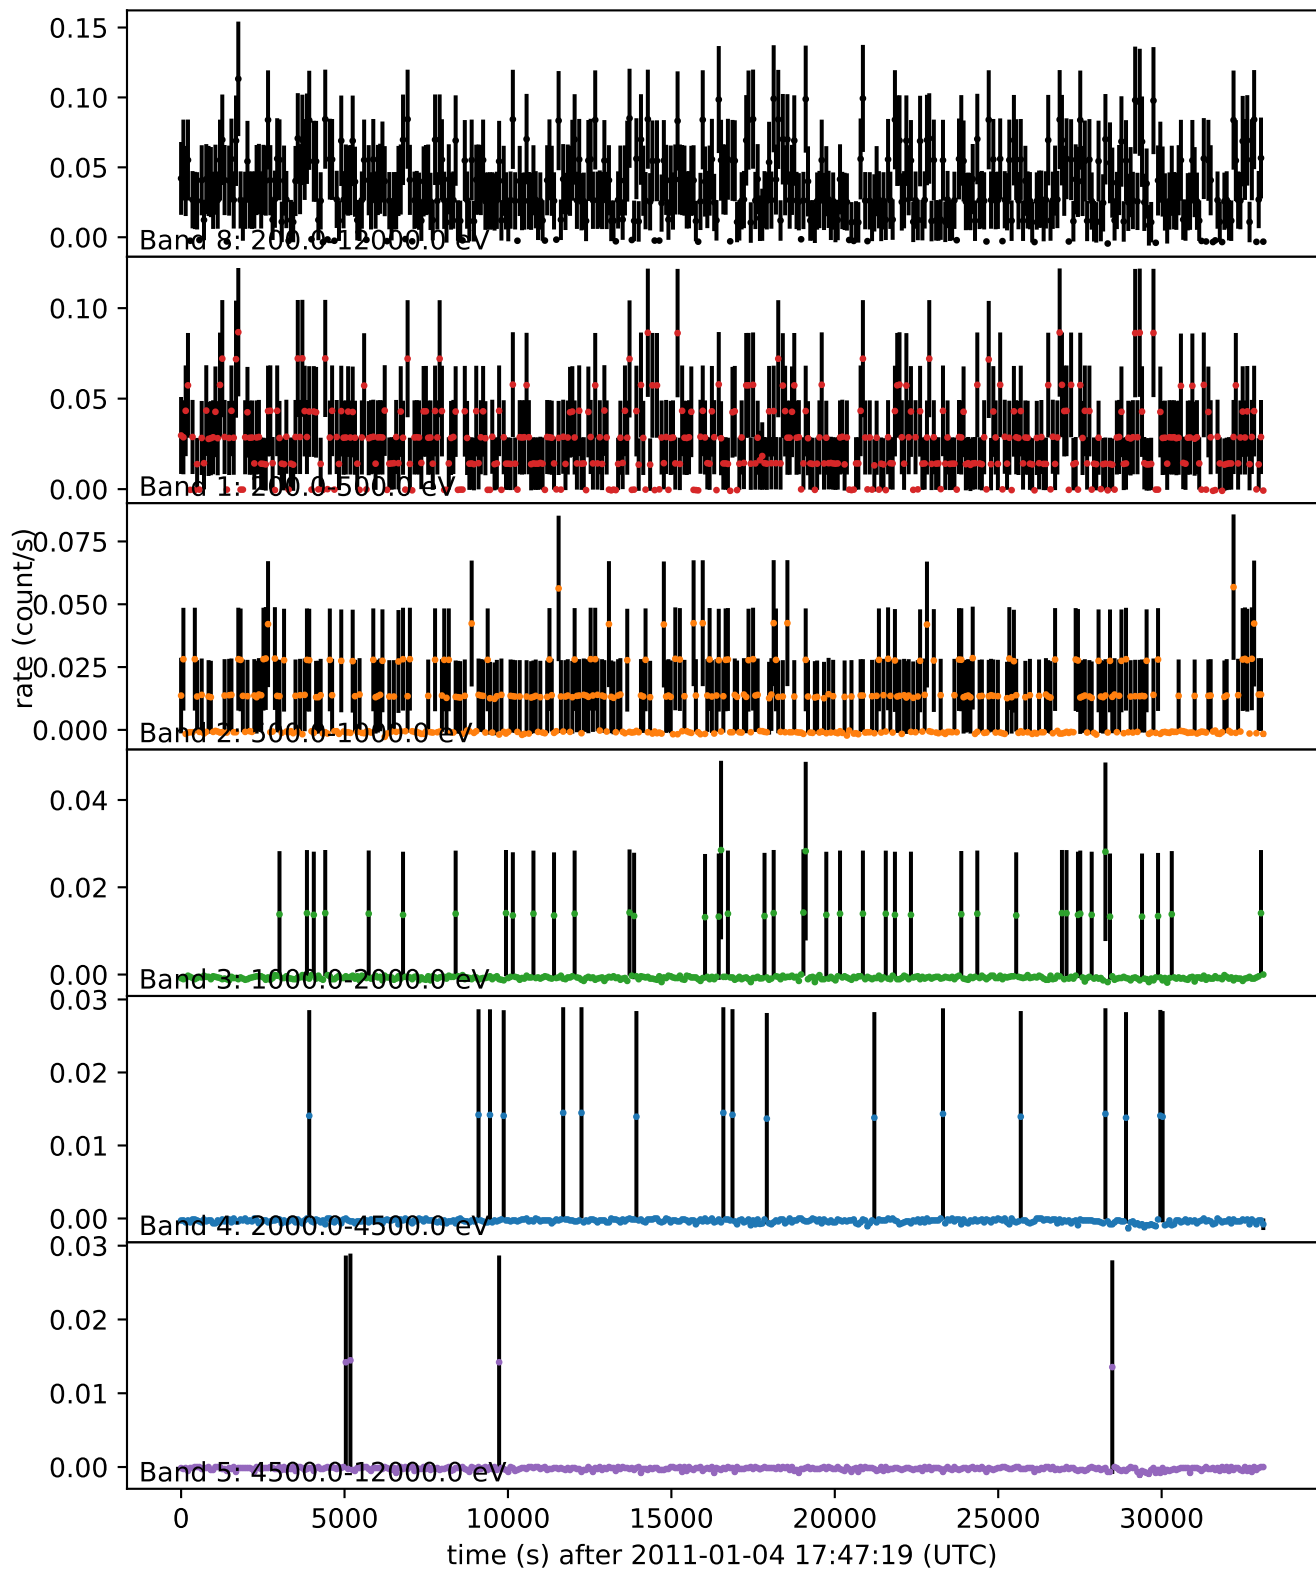 0.15
0.10
0.05
0.00
Band 8: 200.0-12000.0 eV
0.10
0.05
0.00
Band 1: 200.0-500.0 eV
rate (count/s)
0.075
0.050
0.025
0.000
Band 2: 500.0-1000.0 eV
0.04
0.02
0.00
Band 3: 1000.0-2000.0 eV
0.03
0.02
0.01
0.00
Band 4: 2000.0-4500.0 eV
0.03
0.02
0.01
0.00
Band 5: 4500.0-12000.0 eV
0 5000 10000 15000 20000 25000 30000
time (s) after 2011-01-04 17:47:19 (UTC)